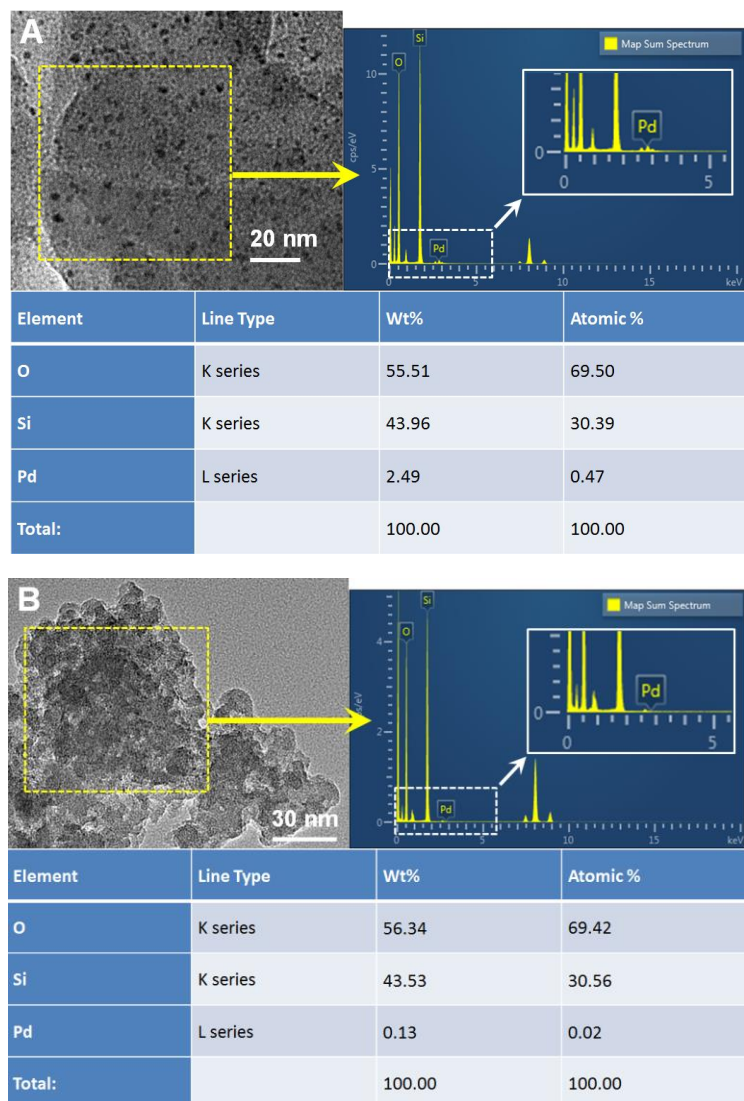 A
20 nm
Map Sum Spectrum
Si
O
10
5
0
cps/eV
Pd
0
0 5
Pd
0 5 10 15 keV
Element Line Type Wt% Atomic %
O K series 55.51 69.50
Si K series 43.96 30.39
Pd L series 2.49 0.47
Total: 100.00 100.00
B
30 nm
Map Sum Spectrum
Si
O
4
2
0
Pd
0
0 5
Pd
0 5 10 15 keV
Element Line Type Wt% Atomic %
O K series 56.34 69.42
Si K series 43.53 30.56
Pd L series 0.13 0.02
Total: 100.00 100.00